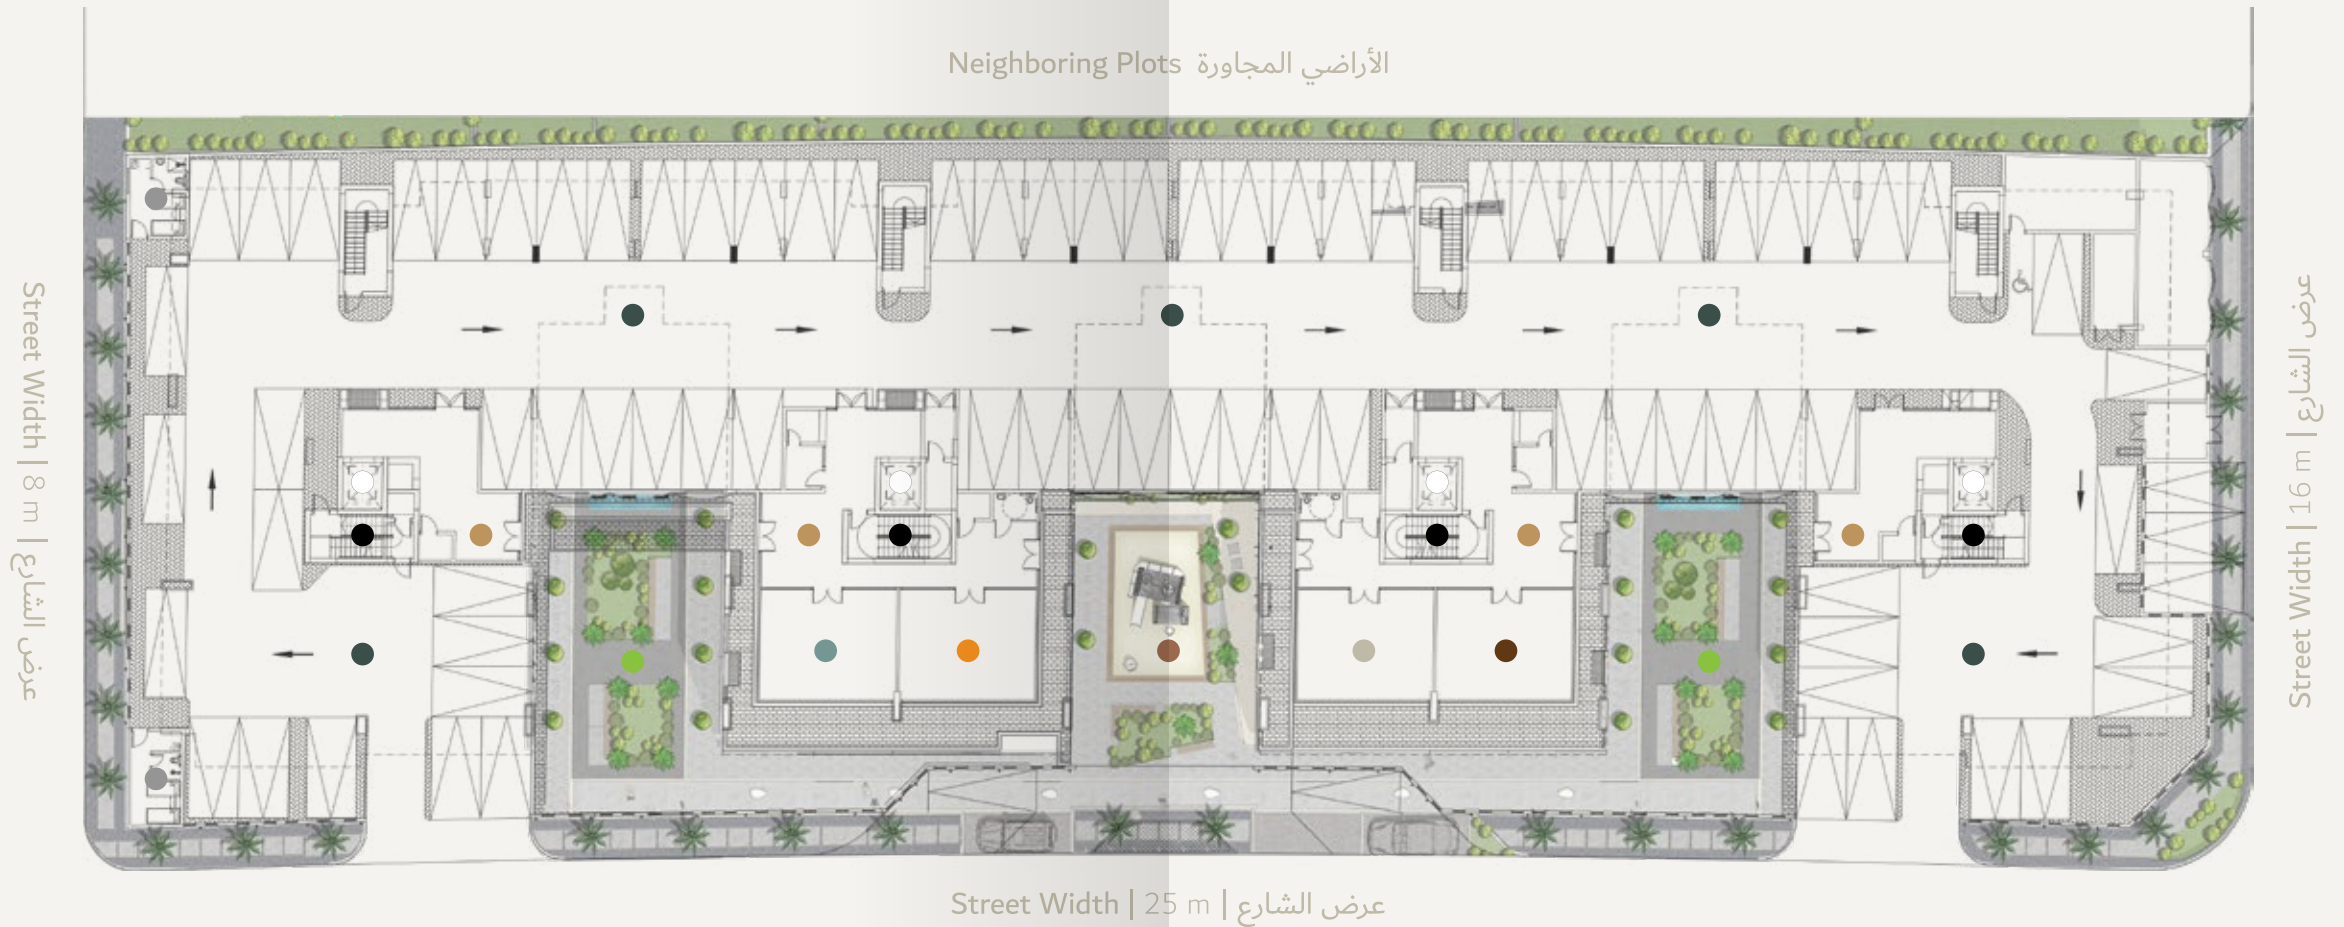 Neighboring Plots الأراضي المجاورة
Street Width | 8 m | عرض الشارع
Street Width | 16 m | عرض الشارع
Street Width | 25 m | عرض الشارع